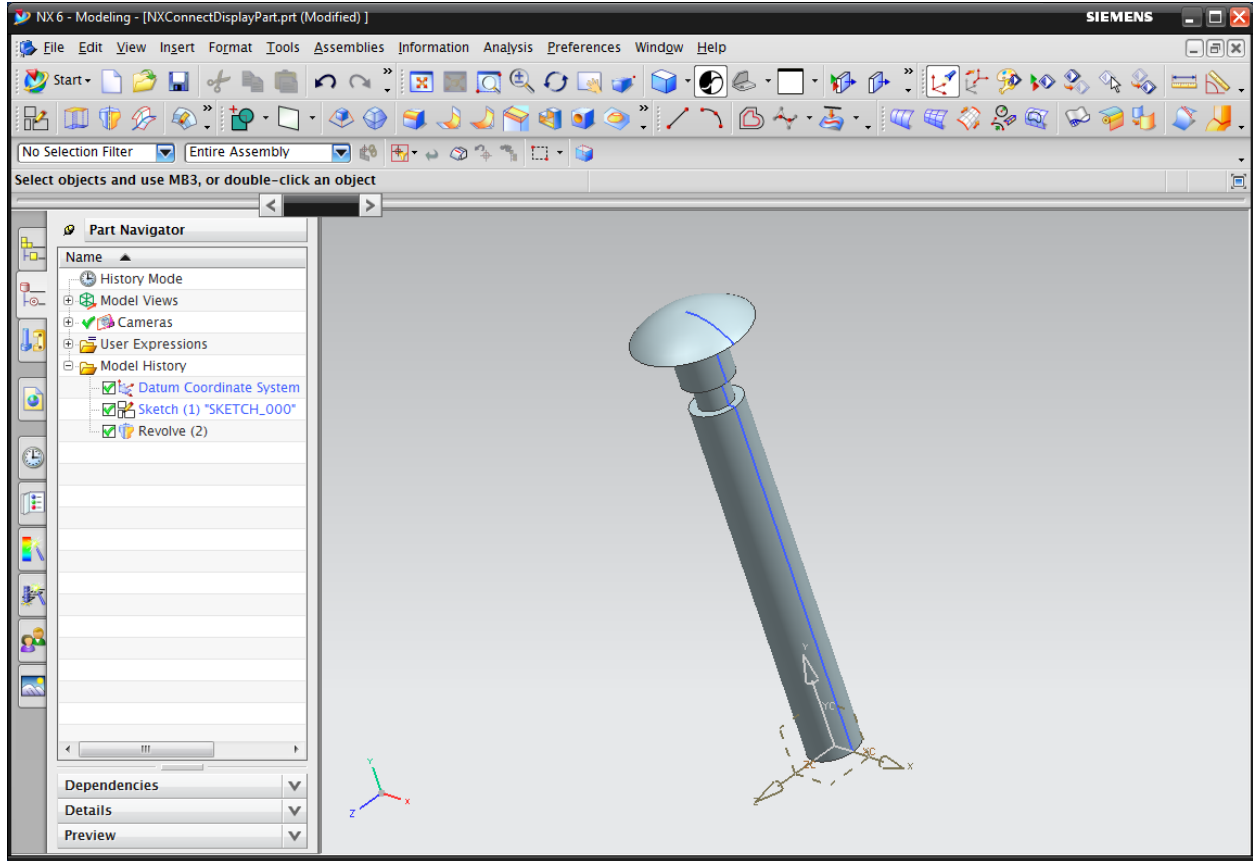 NX 6 - Modeling - [NXConnectDisplayPart.prt (Modified) ]
SIEMENS
File Edit View Insert Format Tools Assemblies Information Analysis Preferences Window Help
Start
No Selection Filter
Entire Assembly
Select objects and use MB3, or double-click an object
Part Navigator
Name
History Mode
Model Views
Cameras
User Expressions
Model History
Datum Coordinate System
Sketch (1) "SKETCH_000"
Revolve (2)
Dependencies
Details
Preview
Y
YC
XC
X
ZC
Z
Y
X
Z